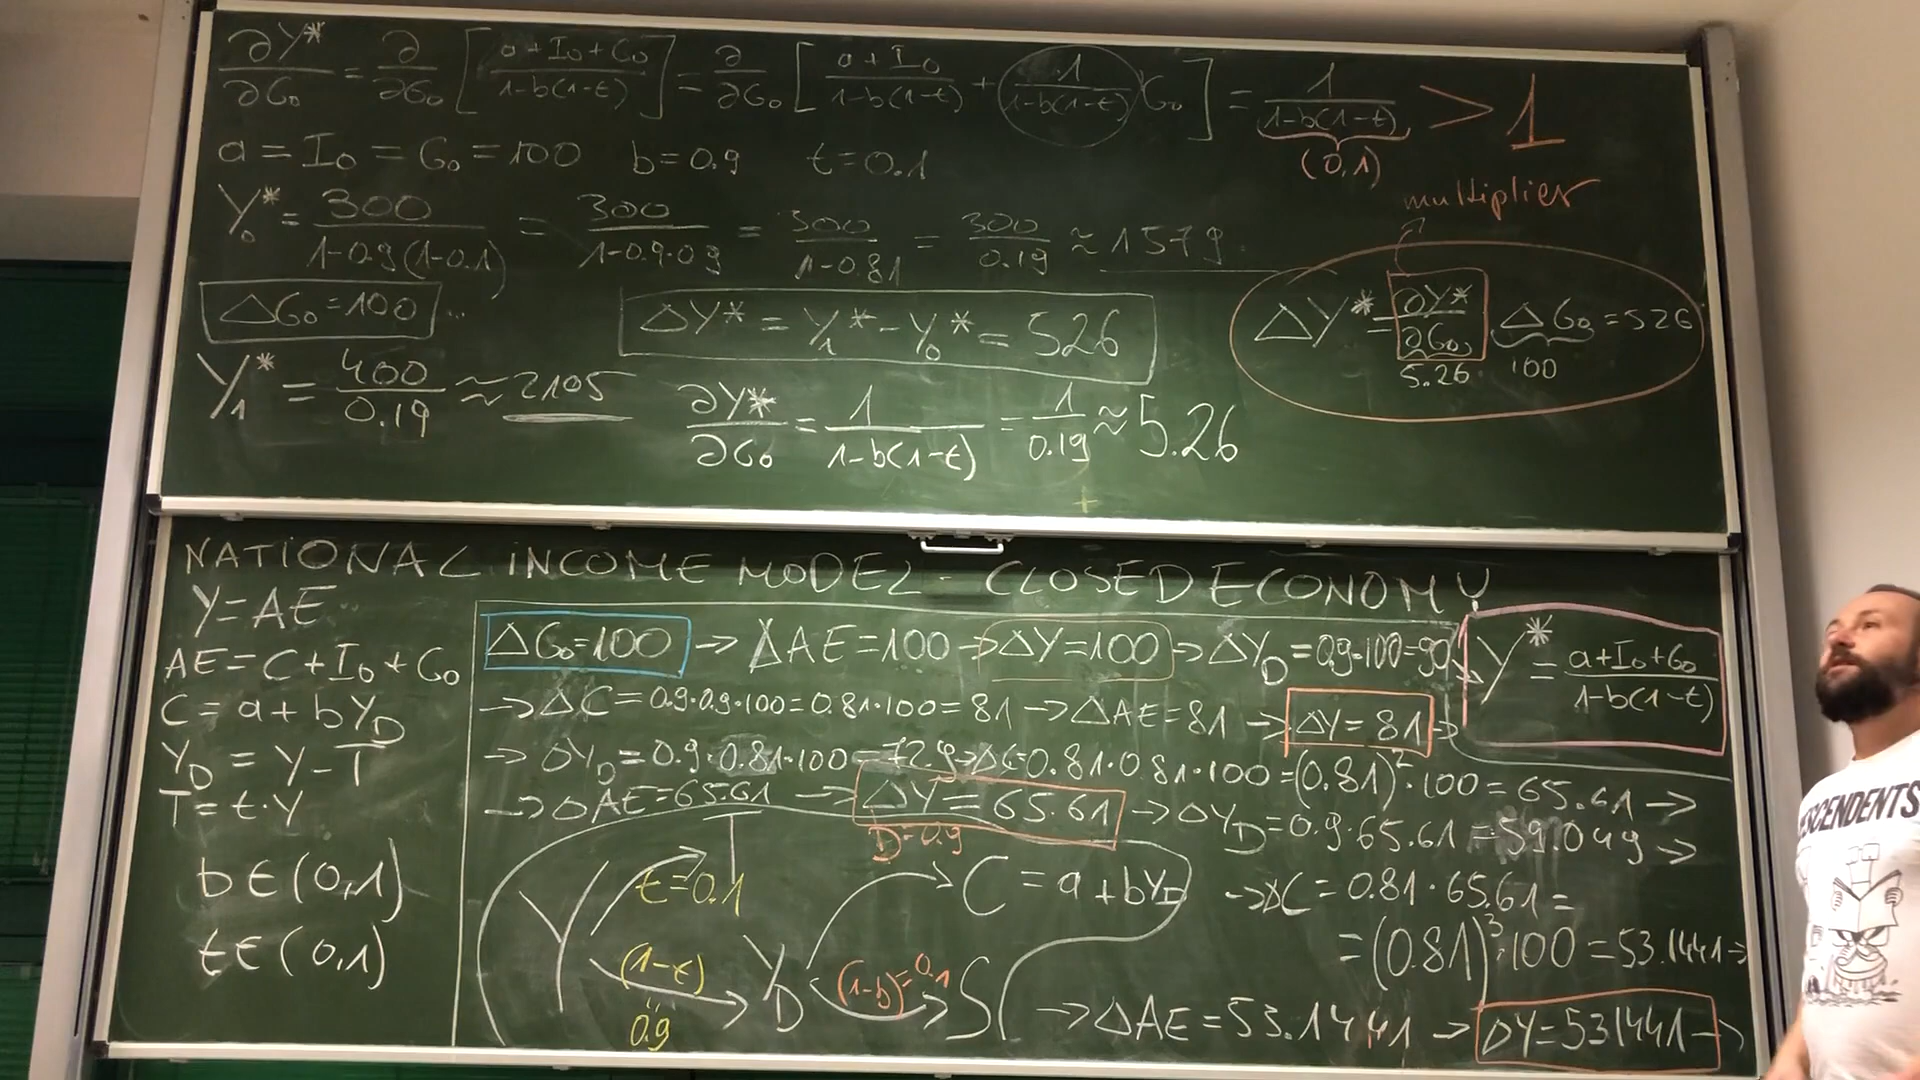 ∂Y*/∂G₀ = ∂/∂G₀ [ (a+I₀+G₀)/(1-b(1-t)) ] = ∂/∂G₀ [ (a+I₀)/(1-b(1-t)) + 1/(1-b(1-t)) G₀ ] = 1/(1-b(1-t)) > 1
(0,1)
a = I₀ = G₀ = 100 b=0.9 t=0.1
multiplier
Y₀* = 300/(1-0.9(1-0.1)) = 300/(1-0.9·0.9) = 300/(1-0.81) = 300/0.19 ≈ 1579
ΔG₀=100
ΔY* = Y₁* - Y₀* = 526
ΔY* = ∂Y*/∂G₀ · ΔG₀ = 526
5.26 100
Y₁* = 400/0.19 ≈ 2105
∂Y*/∂G₀ = 1/(1-b(1-t)) = 1/0.19 ≈ 5.26
+
NATIONAL INCOME MODEL - CLOSED ECONOMY
Y=AE
AE=C+I₀+G₀
C=a+bY_D
Y_D=Y-T
T=t·Y
b∈(0,1)
t∈(0,1)
ΔG₀=100 → ΔAE=100 → ΔY=100 → ΔY_D=0.9·100=90
→ ΔC=0.9·0.9·100=0.81·100=81 → ΔAE=81 → ΔY=81 →
Y* = (a+I₀+G₀)/(1-b(1-t))
→ ΔY_D=0.9·0.81·100=72.9 → ΔC=0.81·0.81·100=(0.81)²·100=65.61 →
→ ΔAE=65.61 → ΔY=65.61 → ΔY_D=0.9·65.61=59.049 →
→ ΔC=0.81·65.61=
=(0.81)³·100=53.1441 →
→ ΔAE=53.1441 → ΔY=53.1441 →
T
b=0.9
t=0.1
C=a+bY_D
Y
(1-t)
"
0.9
Y_D
(1-b)=0.1
S
ESCENDENTS